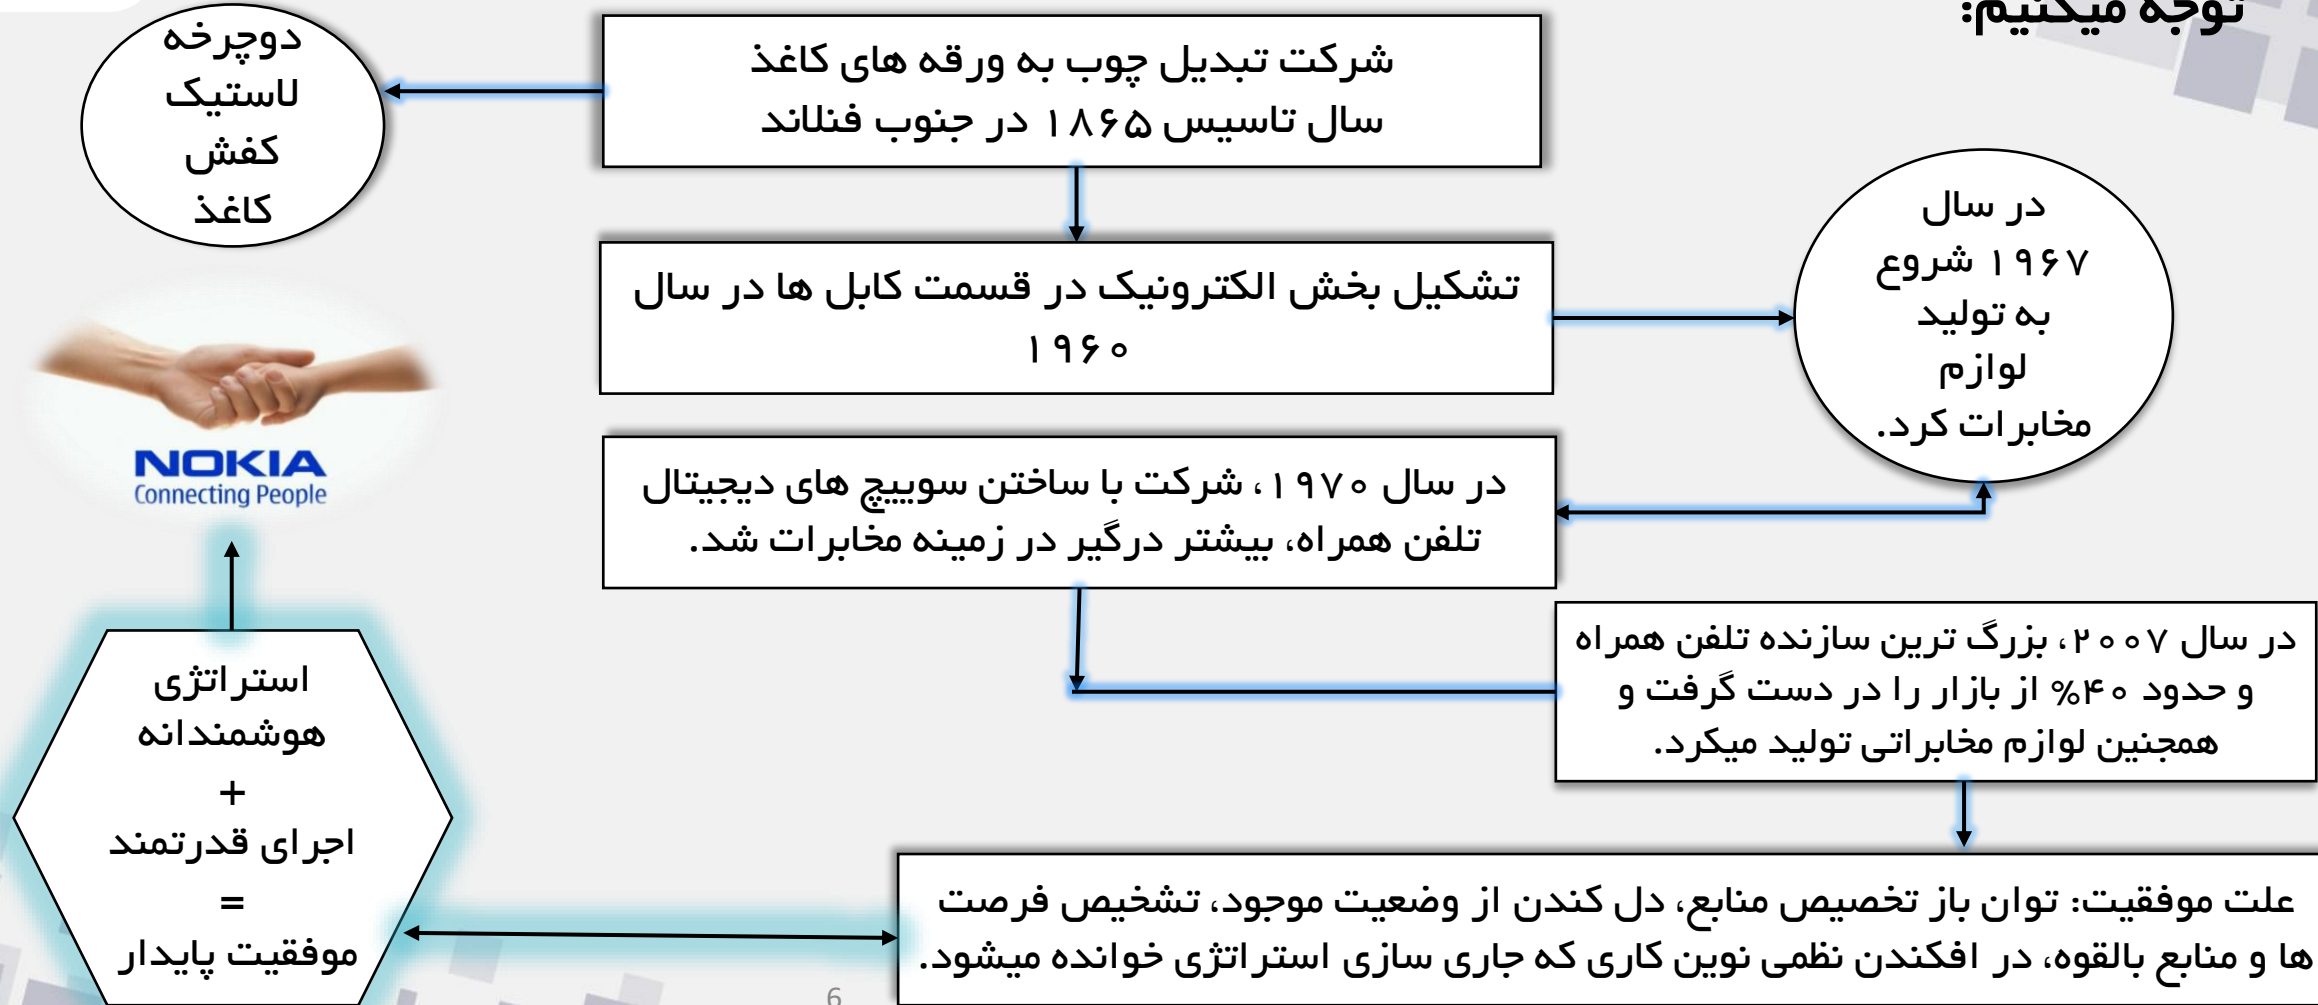 توجه میکنیم:
شرکت تبدیل چوب به ورقه های کاغذ
سال تاسیس ۱۸۶۵ در جنوب فنلاند
دوچرخه
لاستیک
کفش
کاغذ
تشکیل بخش الکترونیک در قسمت کابل ها در سال
۱۹۶۰
در سال
۱۹۶۷ شروع
به تولید
لوازم
مخابرات کرد.
در سال ۱۹۷۰، شرکت با ساختن سوییچ های دیجیتال
تلفن همراه، بیشتر درگیر در زمینه مخابرات شد.
در سال ۲۰۰۷، بزرگ ترین سازنده تلفن همراه
و حدود ۴۰% از بازار را در دست گرفت و
همجنین لوازم مخابراتی تولید میکرد.
علت موفقیت: توان باز تخصیص منابع، دل کندن از وضعیت موجود، تشخیص فرصت
ها و منابع بالقوه، در افکندن نظمی نوین کاری که جاری سازی استراتژی خوانده میشود.
استراتژی
هوشمندانه
+
اجرای قدرتمند
=
موفقیت پایدار
NOKIA
Connecting People
6